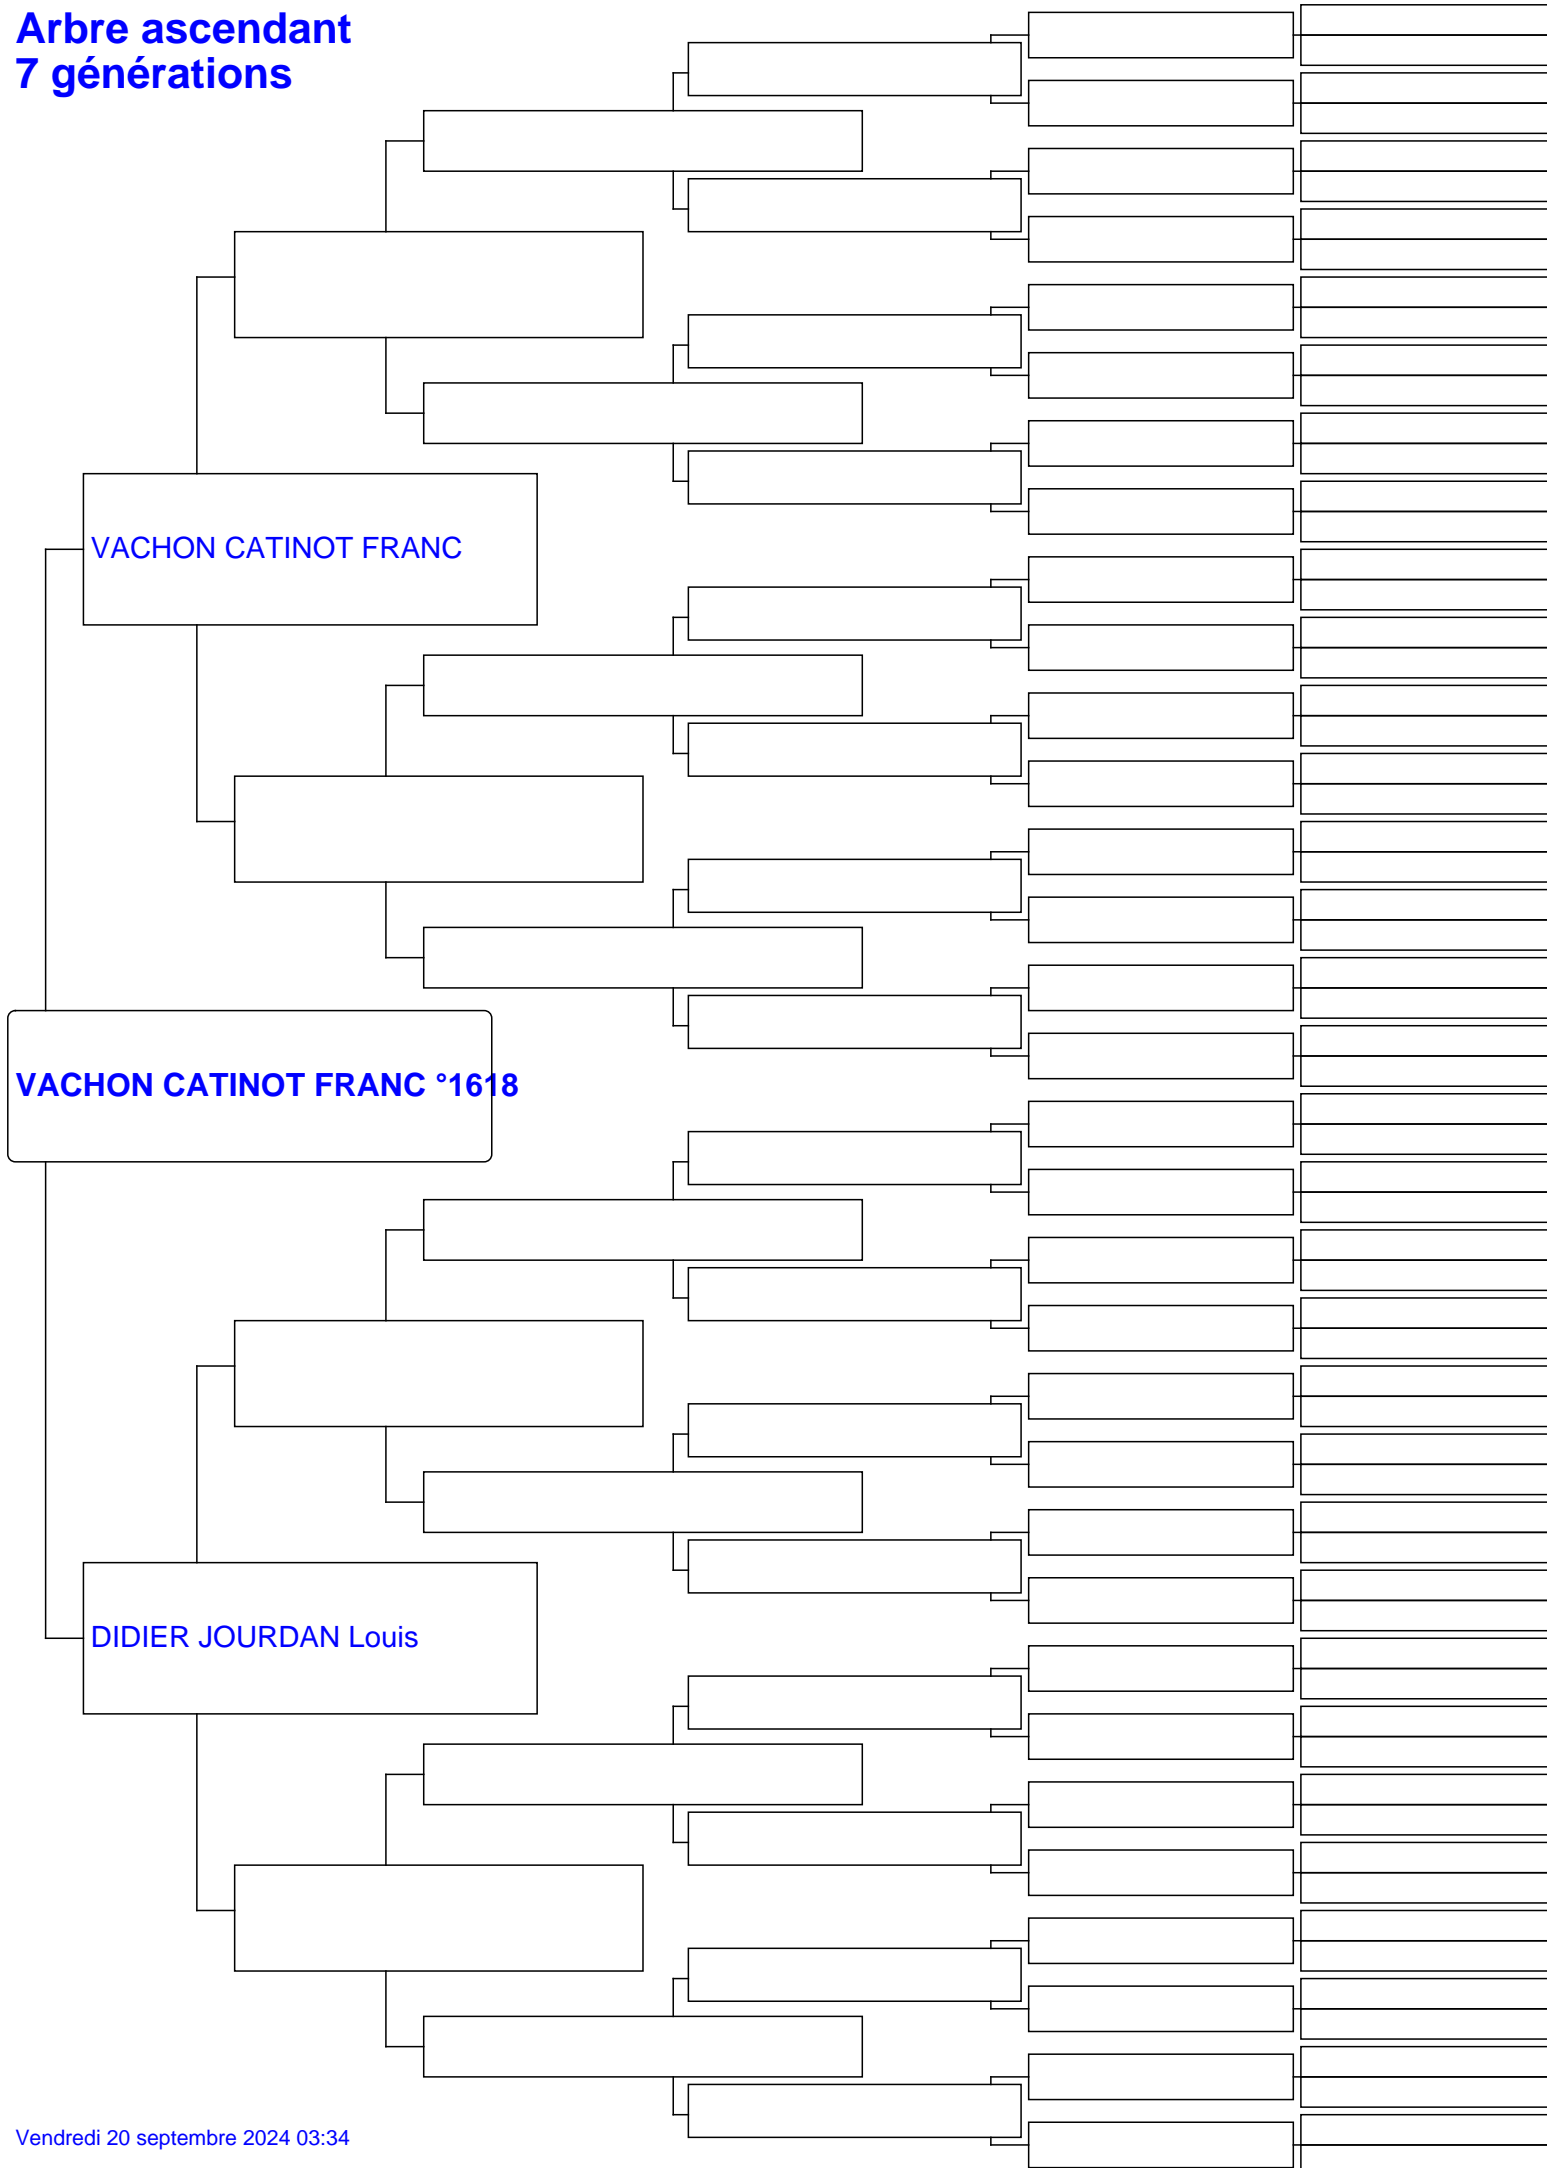 Arbre ascendant
7 générations
VACHON CATINOT FRANC
VACHON CATINOT FRANC °1618
DIDIER JOURDAN Louis
Vendredi 20 septembre 2024 03:34